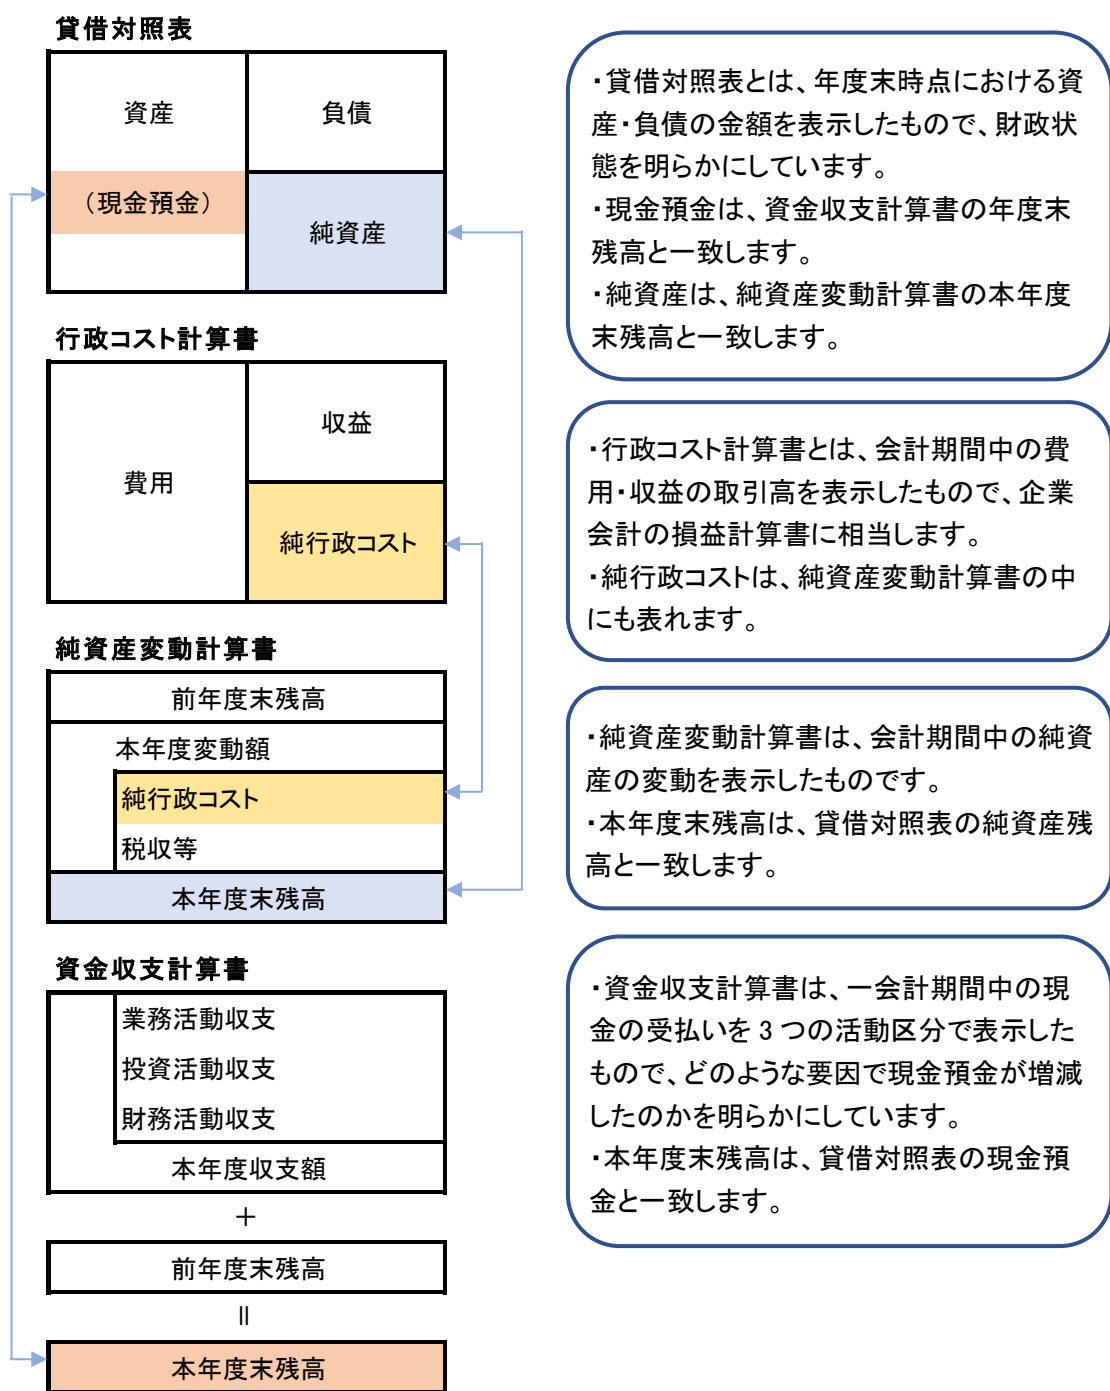 貸借対照表
資産
負債
（現金預金）
純資産
・貸借対照表とは、年度末時点における資
産・負債の金額を表示したもので、財政状
態を明らかにしています。
・現金預金は、資金収支計算書の年度末
残高と一致します。
・純資産は、純資産変動計算書の本年度
末残高と一致します。
行政コスト計算書
費用
収益
純行政コスト
・行政コスト計算書とは、会計期間中の費
用・収益の取引高を表示したもので、企業
会計の損益計算書に相当します。
・純行政コストは、純資産変動計算書の中
にも表れます。
純資産変動計算書
前年度末残高
本年度変動額
純行政コスト
税収等
本年度末残高
・純資産変動計算書は、会計期間中の純資
産の変動を表示したものです。
・本年度末残高は、貸借対照表の純資産残
高と一致します。
資金収支計算書
業務活動収支
投資活動収支
財務活動収支
本年度収支額
＋
前年度末残高
＝
本年度末残高
・資金収支計算書は、一会計期間中の現
金の受払いを 3 つの活動区分で表示した
もので、どのような要因で現金預金が増減
したのかを明らかにしています。
・本年度末残高は、貸借対照表の現金預
金と一致します。